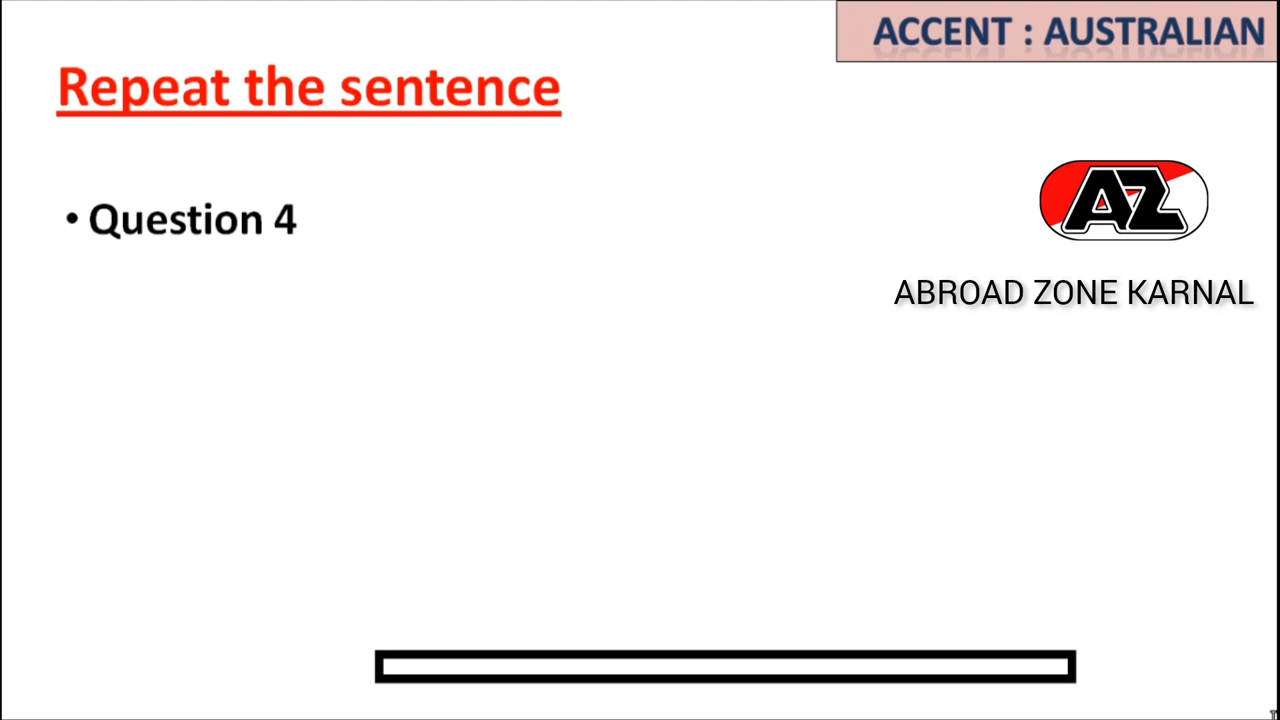 ACCENT : AUSTRALIAN
Repeat the sentence
• Question 4
AZ
ABROAD ZONE KARNAL